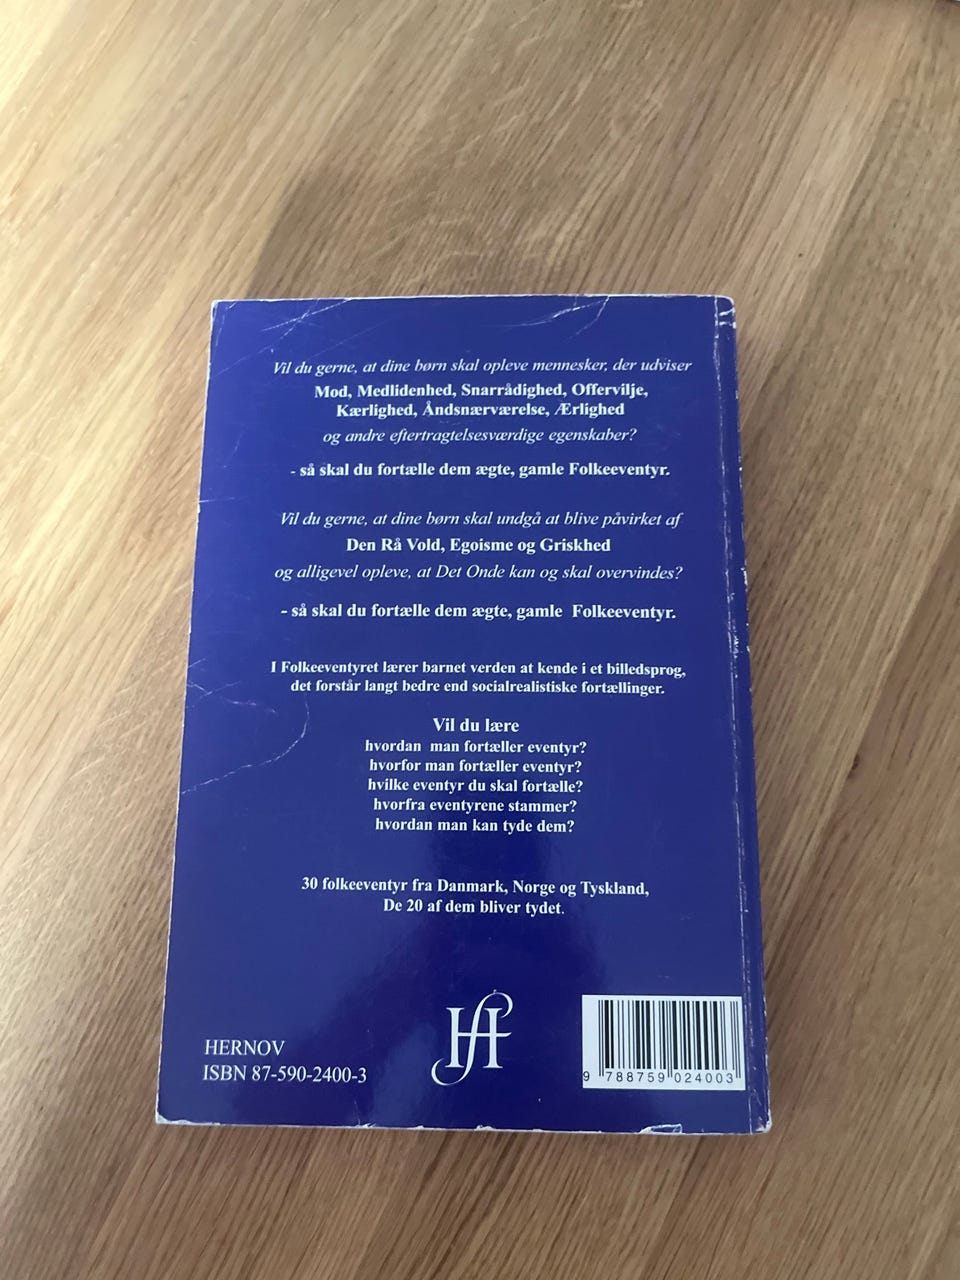 Vil du gerne, at dine børn skal opleve mennesker, der udviser
Mod, Medlidenhed, Snarrådighed, Offervilje,
Kærlighed, Åndsnærværelse, Ærlighed
og andre eftertragtelsesværdige egenskaber?
- så skal du fortælle dem ægte, gamle Folkeeventyr.
Vil du gerne, at dine børn skal undgå at blive påvirket af
Den Rå Vold, Egoisme og Griskhed
og alligevel opleve, at Det Onde kan og skal overvindes?
- så skal du fortælle dem ægte, gamle Folkeeventyr.
I Folkeeventyret lærer barnet verden at kende i et billedsprog,
det forstår langt bedre end socialrealistiske fortællinger.
Vil du lære
hvordan man fortæller eventyr?
hvorfor man fortæller eventyr?
hvilke eventyr du skal fortælle?
hvorfra eventyrene stammer?
hvordan man kan tyde dem?
30 folkeeventyr fra Danmark, Norge og Tyskland,
De 20 af dem bliver tydet.
HERNOV
ISBN 87-590-2400-3
H
9 788759 024003